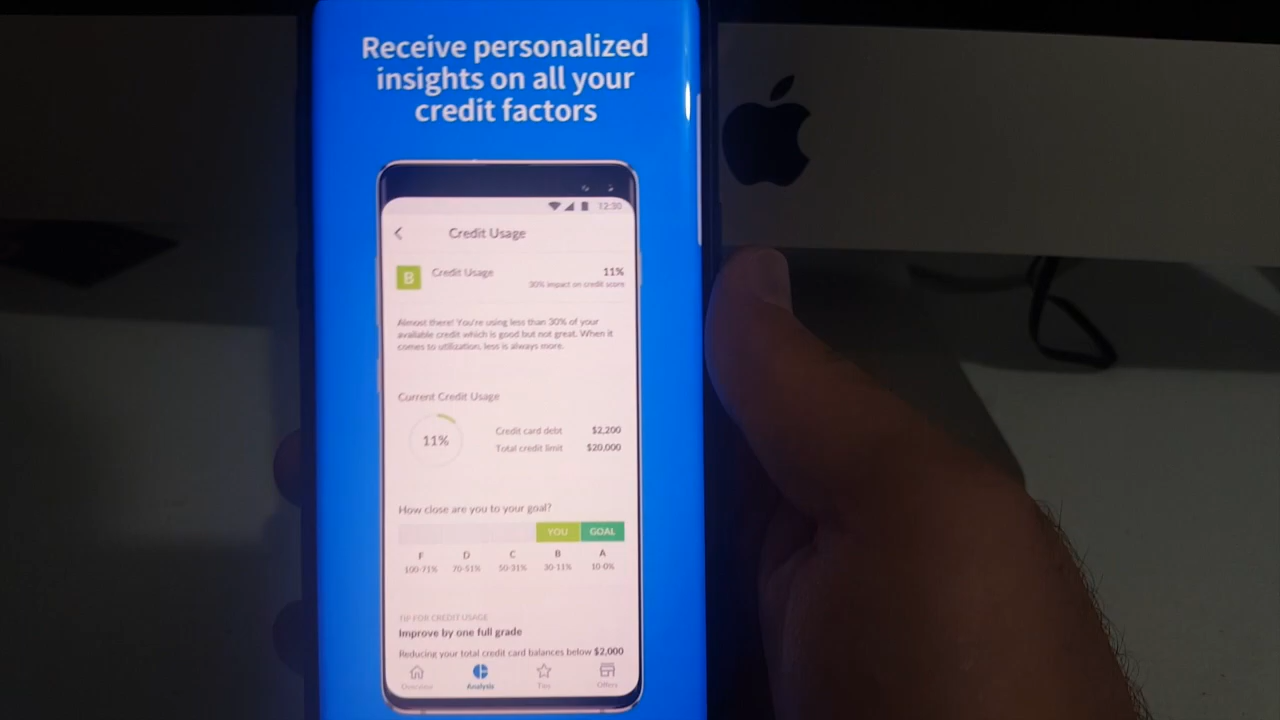 Receive personalized
insights on all your
credit factors
12:30
Credit Usage
B Credit Usage 11%
30% impact on credit score
Almost there! You're using less than 30% of your
available credit which is good but not great. When it
comes to utilization, less is always more.
Current Credit Usage
11%
Credit card debt $2,200
Total credit limit $20,000
How close are you to your goal?
YOU GOAL
F D C B A
100-71% 70-51% 50-31% 30-11% 10-0%
TIP FOR CREDIT USAGE
Improve by one full grade
Reducing your total credit card balances below $2,000
Overview Analysis Tips Offers